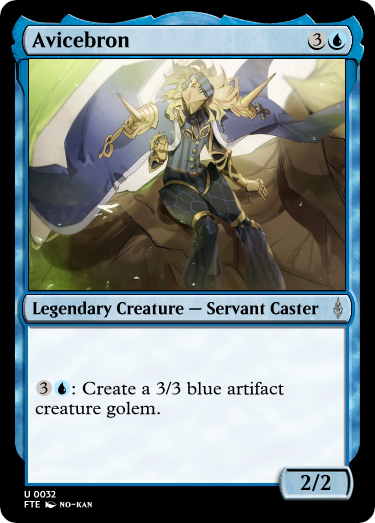 Avicebron 3
Legendary Creature — Servant Caster
3 : Create a 3/3 blue artifact
creature golem.
2/2
U 0032
FTE NO-KAN